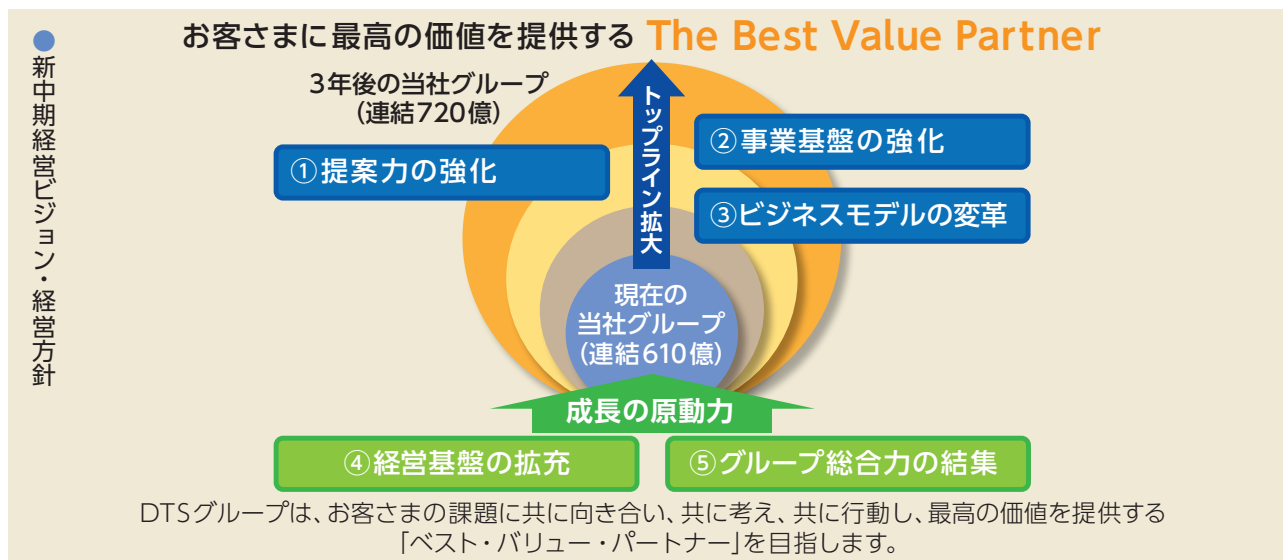 ●新中期経営ビジョン・経営方針
お客さまに最高の価値を提供する The Best Value Partner
3年後の当社グループ
（連結720億）
トップライン拡大
①提案力の強化
②事業基盤の強化
③ビジネスモデルの変革
現在の
当社グループ
（連結610億）
成長の原動力
④経営基盤の拡充
⑤グループ総合力の結集
DTSグループは、お客さまの課題に共に向き合い、共に考え、共に行動し、最高の価値を提供する
「ベスト・バリュー・パートナー」を目指します。